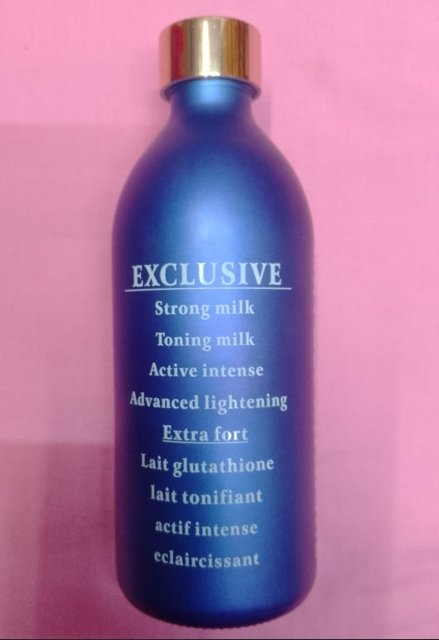 EXCLUSIVE
Strong milk
Toning milk
Active intense
Advanced lightening
Extra fort
Lait glutathione
lait tonifiant
actif intense
eclaircissant